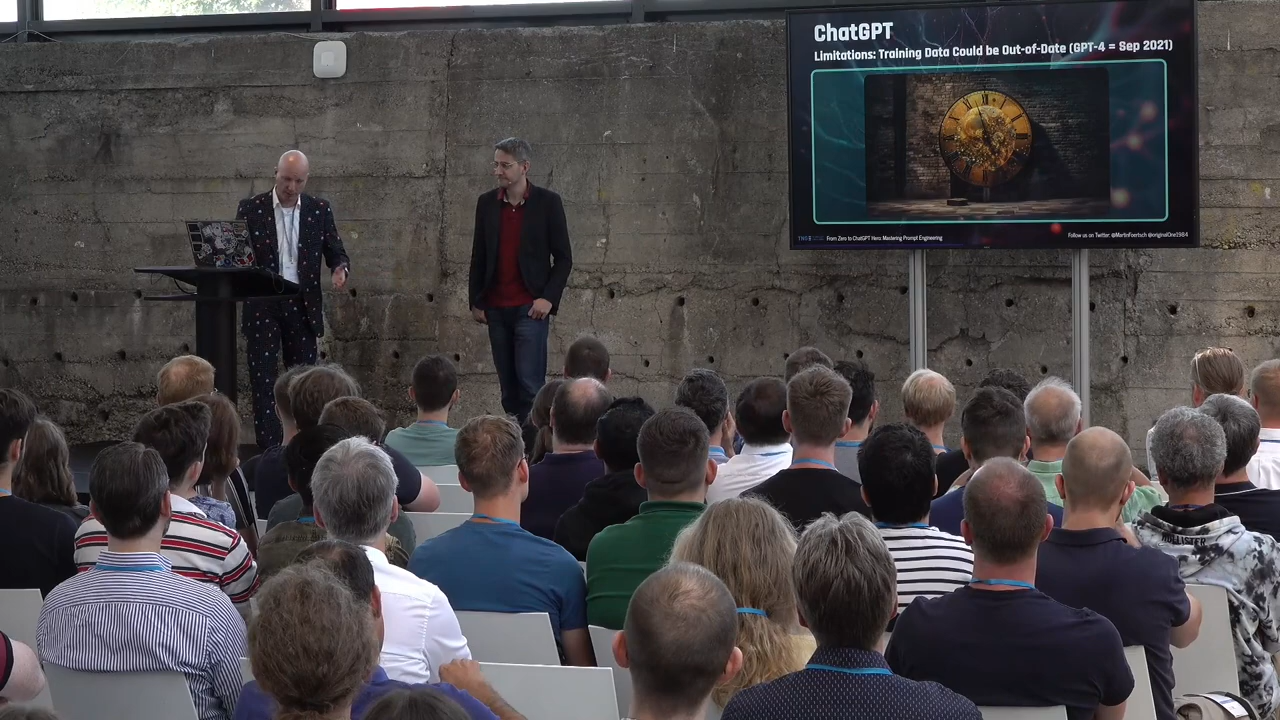 ChatGPT
Limitations: Training Data Could be Out-of-Date (GPT-4 = Sep 2021)
From Zero to ChatGPT Hero: Mastering Prompt Engineering
Follow us on Twitter: @MartinFoertsch @originalOne1984
HOLLISTER